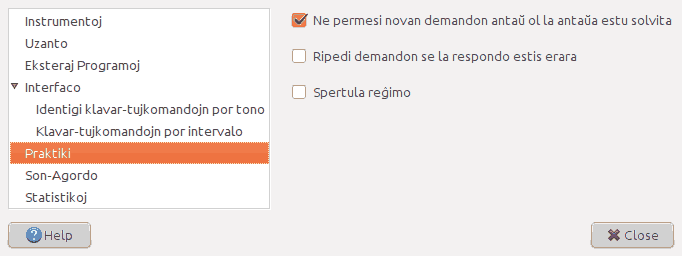 Instrumentoj
Uzanto
Eksteraj Programoj
Interfaco
Identigi klavar-tujkomandojn por tono
Klavar-tujkomandojn por intervalo
Praktiki
Son-Agordo
Statistikoj
Ne permesi novan demandon antaŭ ol la antaŭa estu solvita
Ripedi demandon se la respondo estis erara
Spertula reĝimo
Help
Close